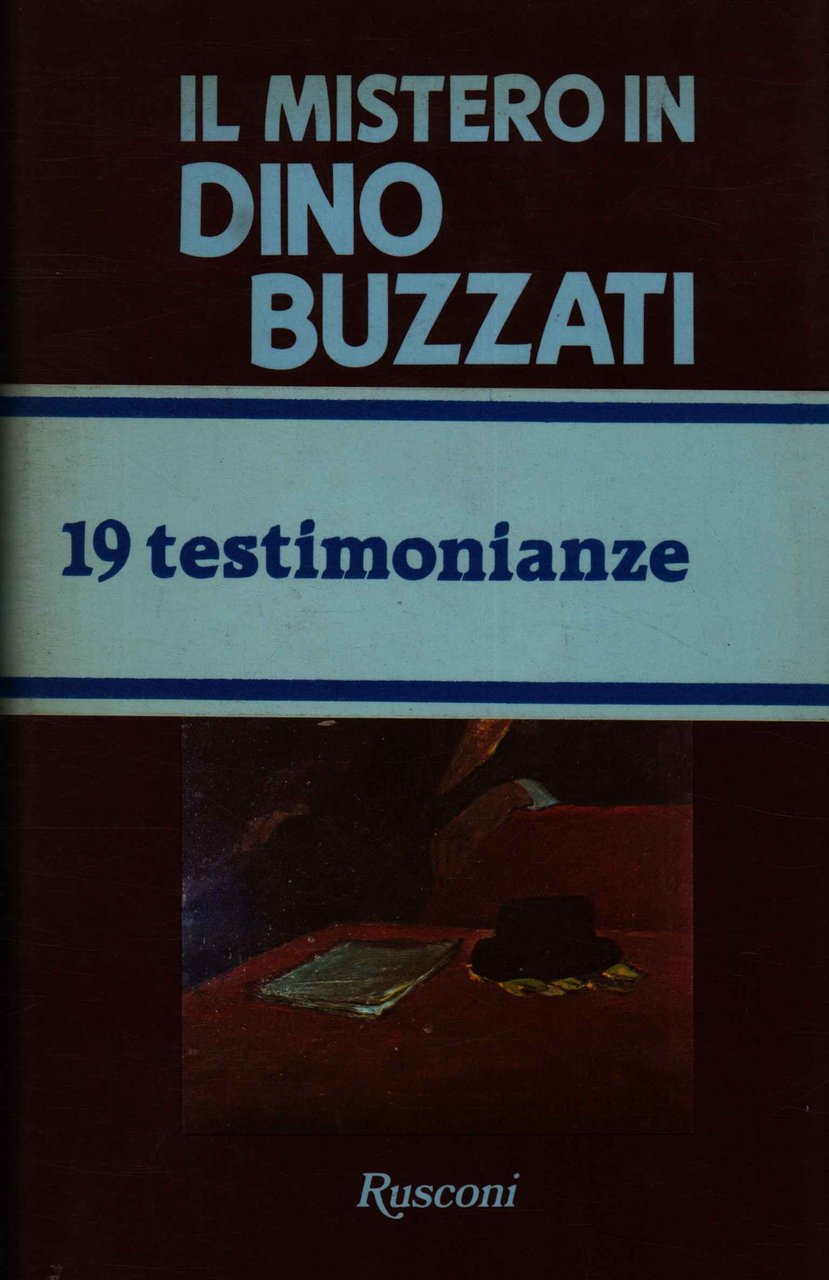 IL MISTERO IN
DINO
BUZZATI
19 testimonianze
Rusconi